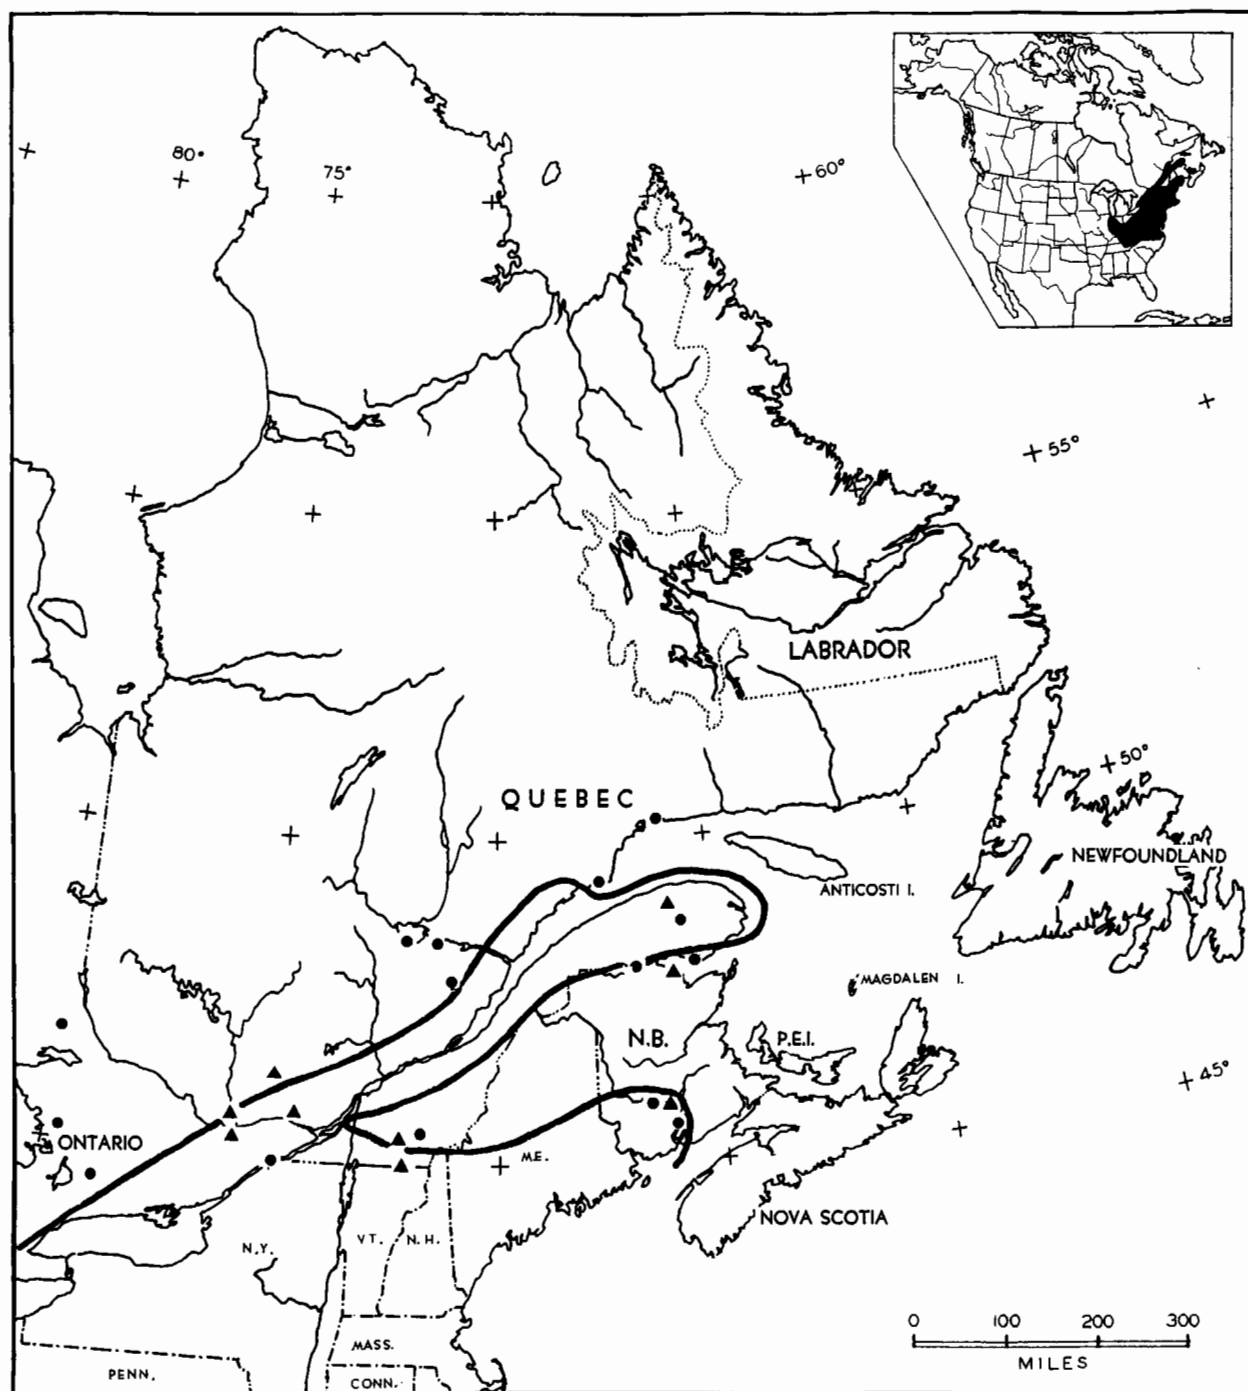 80°
75°
60°
55°
LABRADOR
50°
QUEBEC
NEWFOUNDLAND
ANTICOSTI I.
MAGDALEN I.
N.B.
P.E.I.
45°
ONTARIO
M.E.
NOVA SCOTIA
N.Y.
VT.
N.H.
MASS.
PENN.
CONN.
0 100 200 300
MILES